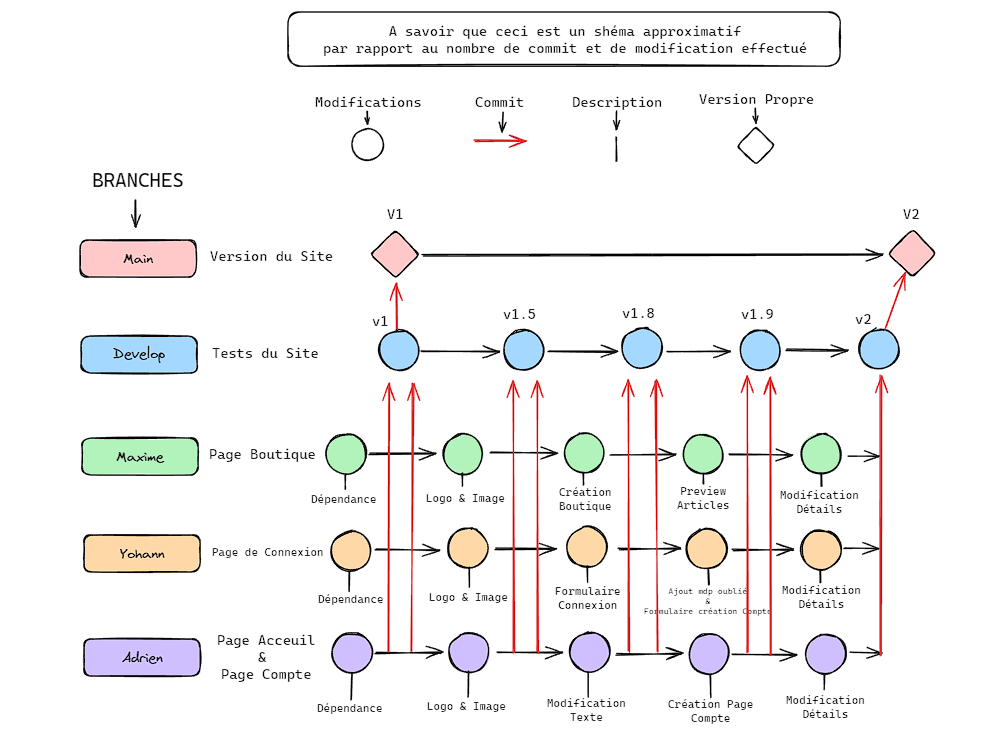 A savoir que ceci est un shéma approximatif
par rapport au nombre de commit et de modification effectué
Modifications
Commit
Description
Version Propre
BRANCHES
V1
V2
Main
Version du Site
v1
v1.5
v1.8
v1.9
v2
Develop
Tests du Site
Maxime
Page Boutique
Dépendance
Logo & Image
Création
Boutique
Preview
Articles
Modification
Détails
Yohann
Page de Connexion
Dépendance
Logo & Image
Formulaire
Connexion
Ajout mdp oublié
&
Formulaire création Compte
Modification
Détails
Adrien
Page Acceuil
&
Page Compte
Dépendance
Logo & Image
Modification
Texte
Création Page
Compte
Modification
Détails